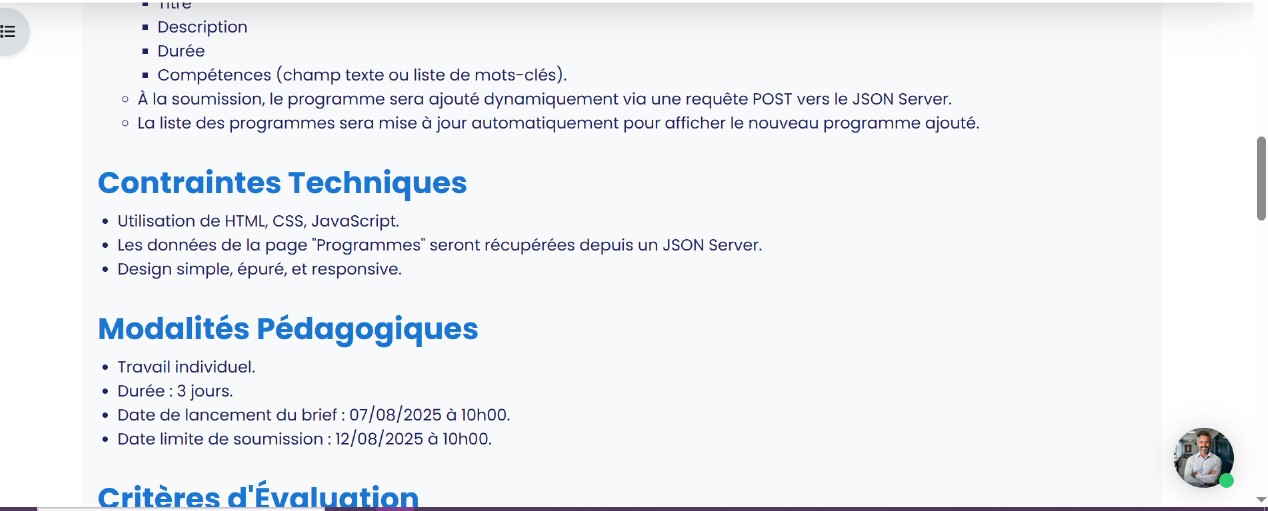 Titre
Description
Durée
Compétences (champ texte ou liste de mots-clés).
À la soumission, le programme sera ajouté dynamiquement via une requête POST vers le JSON Server.
La liste des programmes sera mise à jour automatiquement pour afficher le nouveau programme ajouté.
Contraintes Techniques
Utilisation de HTML, CSS, JavaScript.
Les données de la page "Programmes" seront récupérées depuis un JSON Server.
Design simple, épuré, et responsive.
Modalités Pédagogiques
Travail individuel.
Durée : 3 jours.
Date de lancement du brief : 07/08/2025 à 10h00.
Date limite de soumission : 12/08/2025 à 10h00.
Critères d'Évaluation